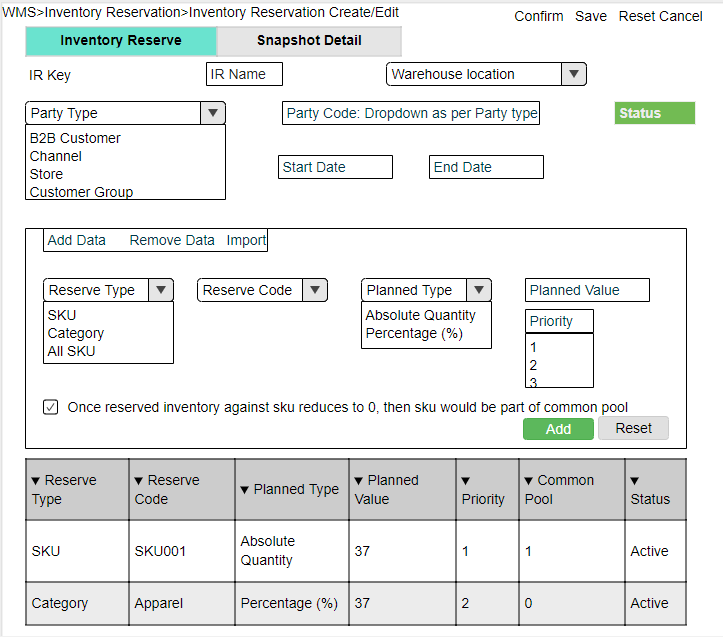 WMS>Inventory Reservation>Inventory Reservation Create/Edit
Confirm Save Reset Cancel
Inventory Reserve Snapshot Detail
IR Key IR Name Warehouse location
Party Type Party Code: Dropdown as per Party type Status
B2B Customer
Channel
Store
Customer Group
Start Date End Date
Add Data Remove Data Import
Reserve Type Reserve Code Planned Type Planned Value
SKU
Category
All SKU
Absolute Quantity
Percentage (%)
Priority
1
2
3
Once reserved inventory against sku reduces to 0, then sku would be part of common pool
Add Reset
Reserve Type Reserve Code Planned Type Planned Value Priority Common Pool Status
SKU SKU001 Absolute Quantity 37 1 1 Active
Category Apparel Percentage (%) 37 2 0 Active